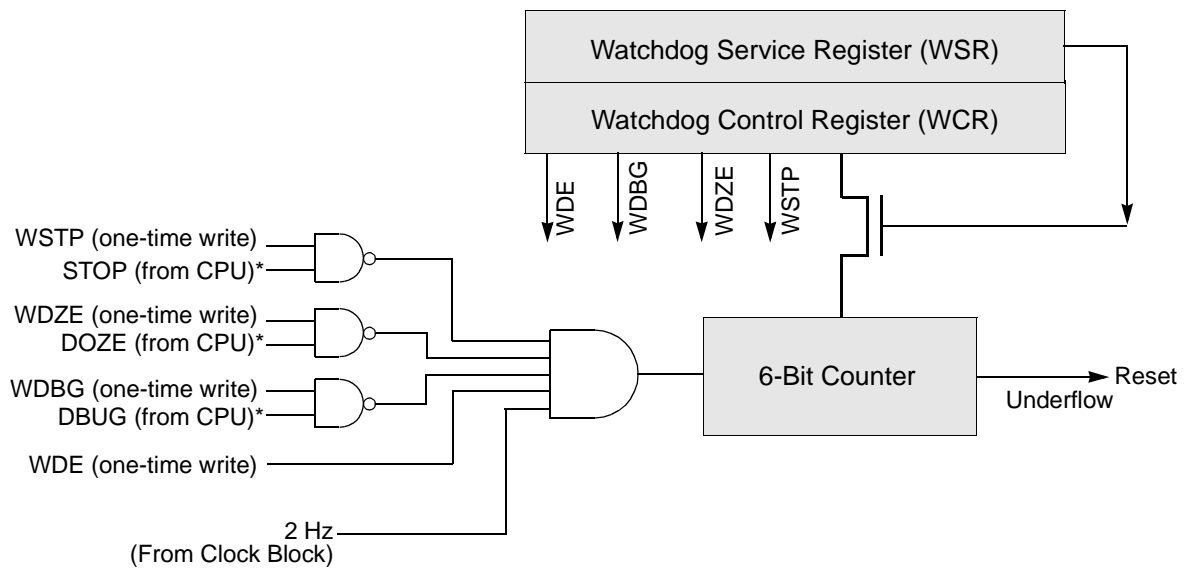 Watchdog Service Register (WSR)
Watchdog Control Register (WCR)
WDE
WDBG
WDZE
WSTP
WSTP (one-time write)
STOP (from CPU)*
WDZE (one-time write)
DOZE (from CPU)*
WDBG (one-time write)
DBUG (from CPU)*
WDE (one-time write)
2 Hz
(From Clock Block)
6-Bit Counter
Reset
Underflow